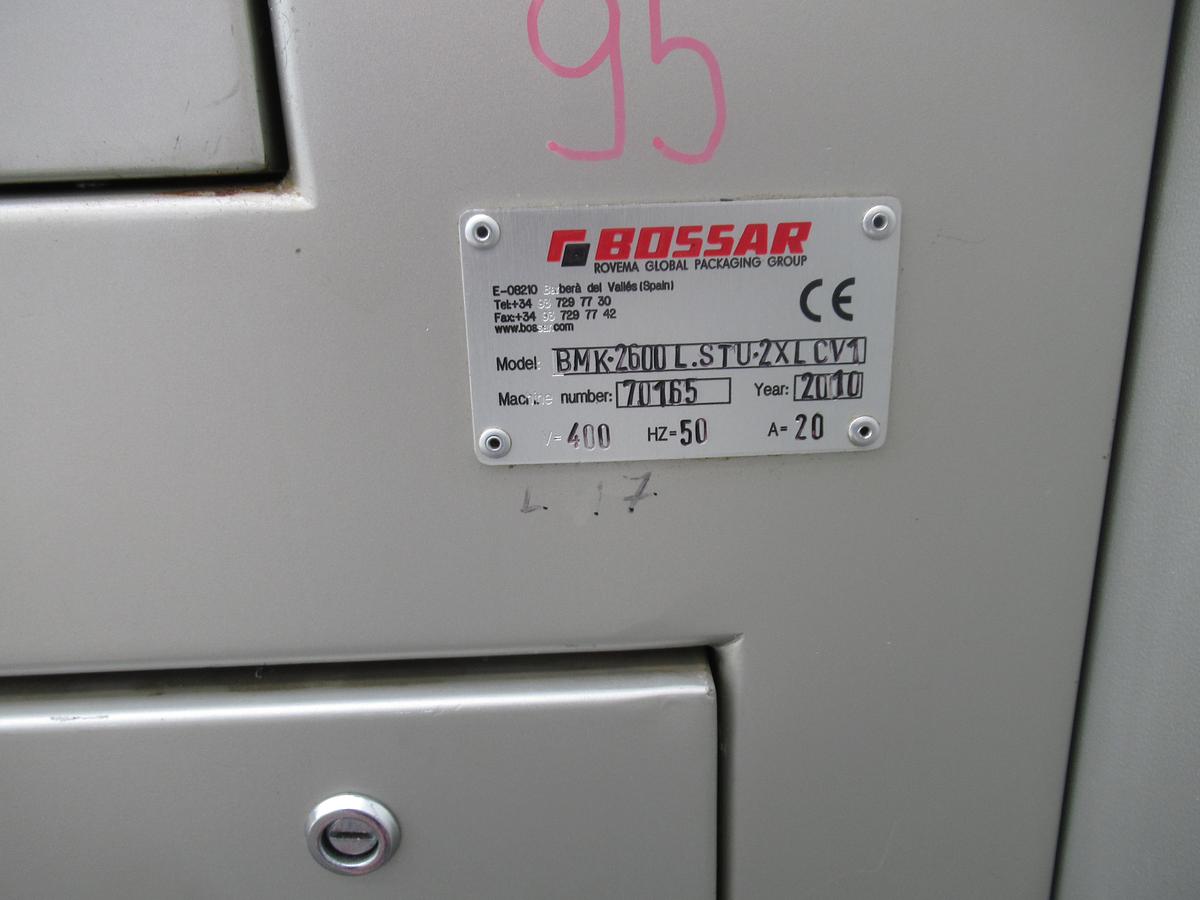 95
BOSSAR
ROVEMA GLOBAL PACKAGING GROUP
E-08210 Barberà del Vallés (Spain)
Tel:+34 93 729 77 30
Fax:+34 93 729 77 42
www.bossar.com
CE
Model: BMK·2600 L.STU·2XL CV1
Machine number: 70165 Year: 2010
V= 400 HZ= 50 A= 20